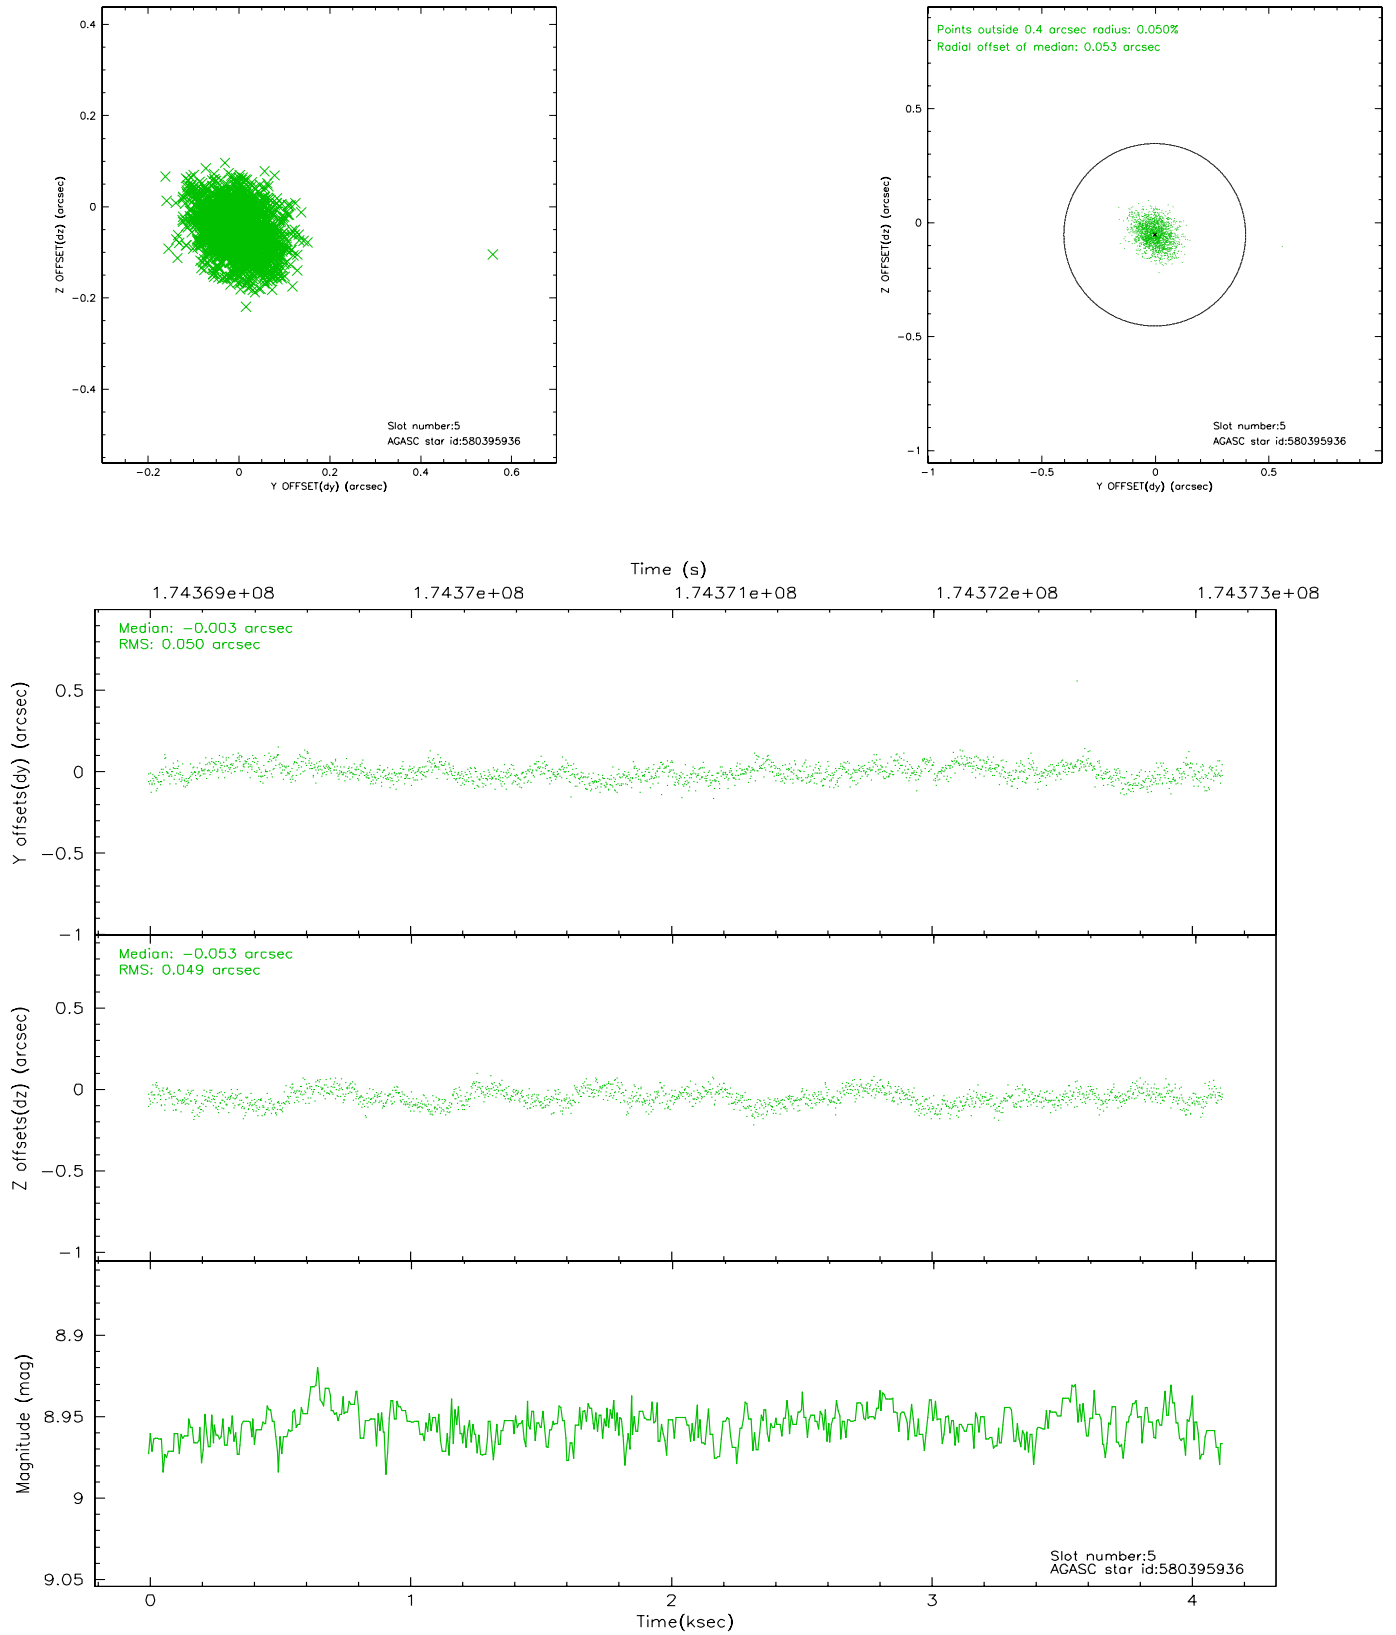 0.4
0.2
0
−0.2
−0.4
Z OFFSET(dz) (arcsec)
Slot number:5
AGASC star id:580395936
−0.2 0 0.2 0.4 0.6
Y OFFSET(dy) (arcsec)
Points outside 0.4 arcsec radius: 0.050%
Radial offset of median: 0.053 arcsec
0.5
0
−0.5
−1
Z OFFSET(dz) (arcsec)
Slot number:5
AGASC star id:580395936
−1 −0.5 0 0.5
Y OFFSET(dy) (arcsec)
Time (s)
1.74369e+08 1.7437e+08 1.74371e+08 1.74372e+08 1.74373e+08
Median: −0.003 arcsec
RMS: 0.050 arcsec
0.5
0
−0.5
−1
Y offsets(dy) (arcsec)
Median: −0.053 arcsec
RMS: 0.049 arcsec
0.5
0
−0.5
−1
Z offsets(dz) (arcsec)
8.9
8.95
9
9.05
Magnitude (mag)
Slot number:5
AGASC star id:580395936
0 1 2 3 4
Time(ksec)